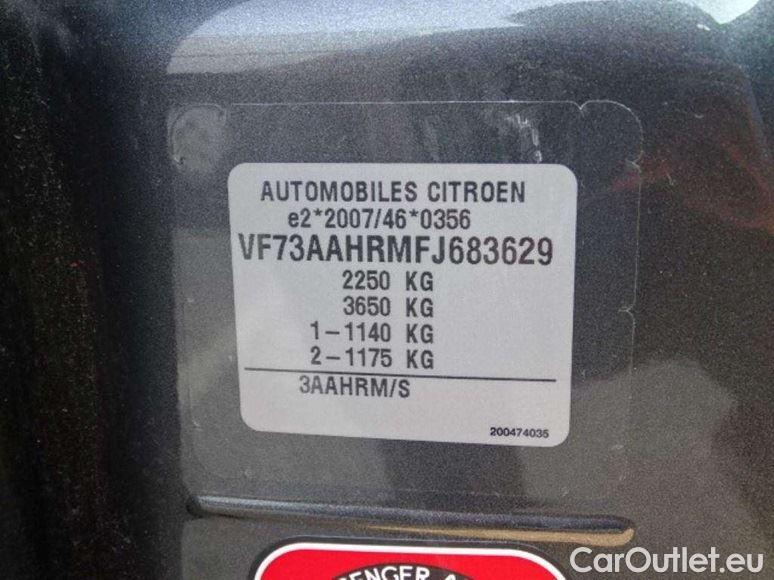 AUTOMOBILES CITROEN
e2*2007/46*0356
VF73AAHRMFJ683629
2250 KG
3650 KG
1-1140 KG
2-1175 KG
3AAHRM/S
200474035
CarOutlet.eu